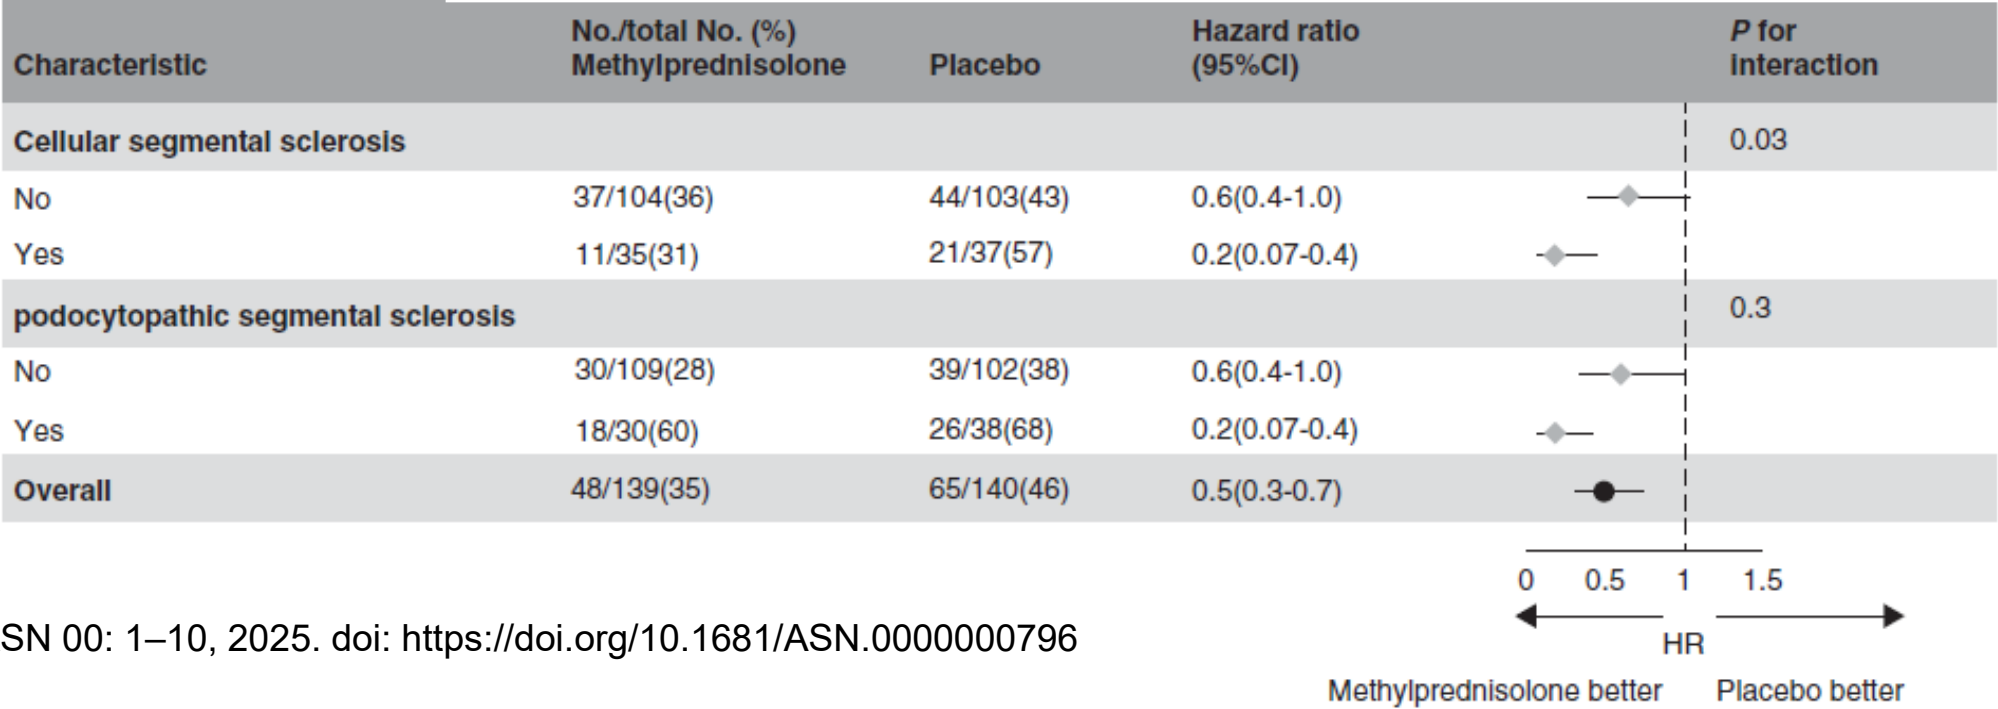 Characteristic No./total No. (%) Methylprednisolone Placebo Hazard ratio (95%CI) P for interaction
Cellular segmental sclerosis 0.03
No 37/104(36) 44/103(43) 0.6(0.4-1.0)
Yes 11/35(31) 21/37(57) 0.2(0.07-0.4)
podocytopathic segmental sclerosis 0.3
No 30/109(28) 39/102(38) 0.6(0.4-1.0)
Yes 18/30(60) 26/38(68) 0.2(0.07-0.4)
Overall 48/139(35) 65/140(46) 0.5(0.3-0.7)
0 0.5 1 1.5
SN 00: 1–10, 2025. doi: https://doi.org/10.1681/ASN.0000000796
HR
Methylprednisolone better Placebo better